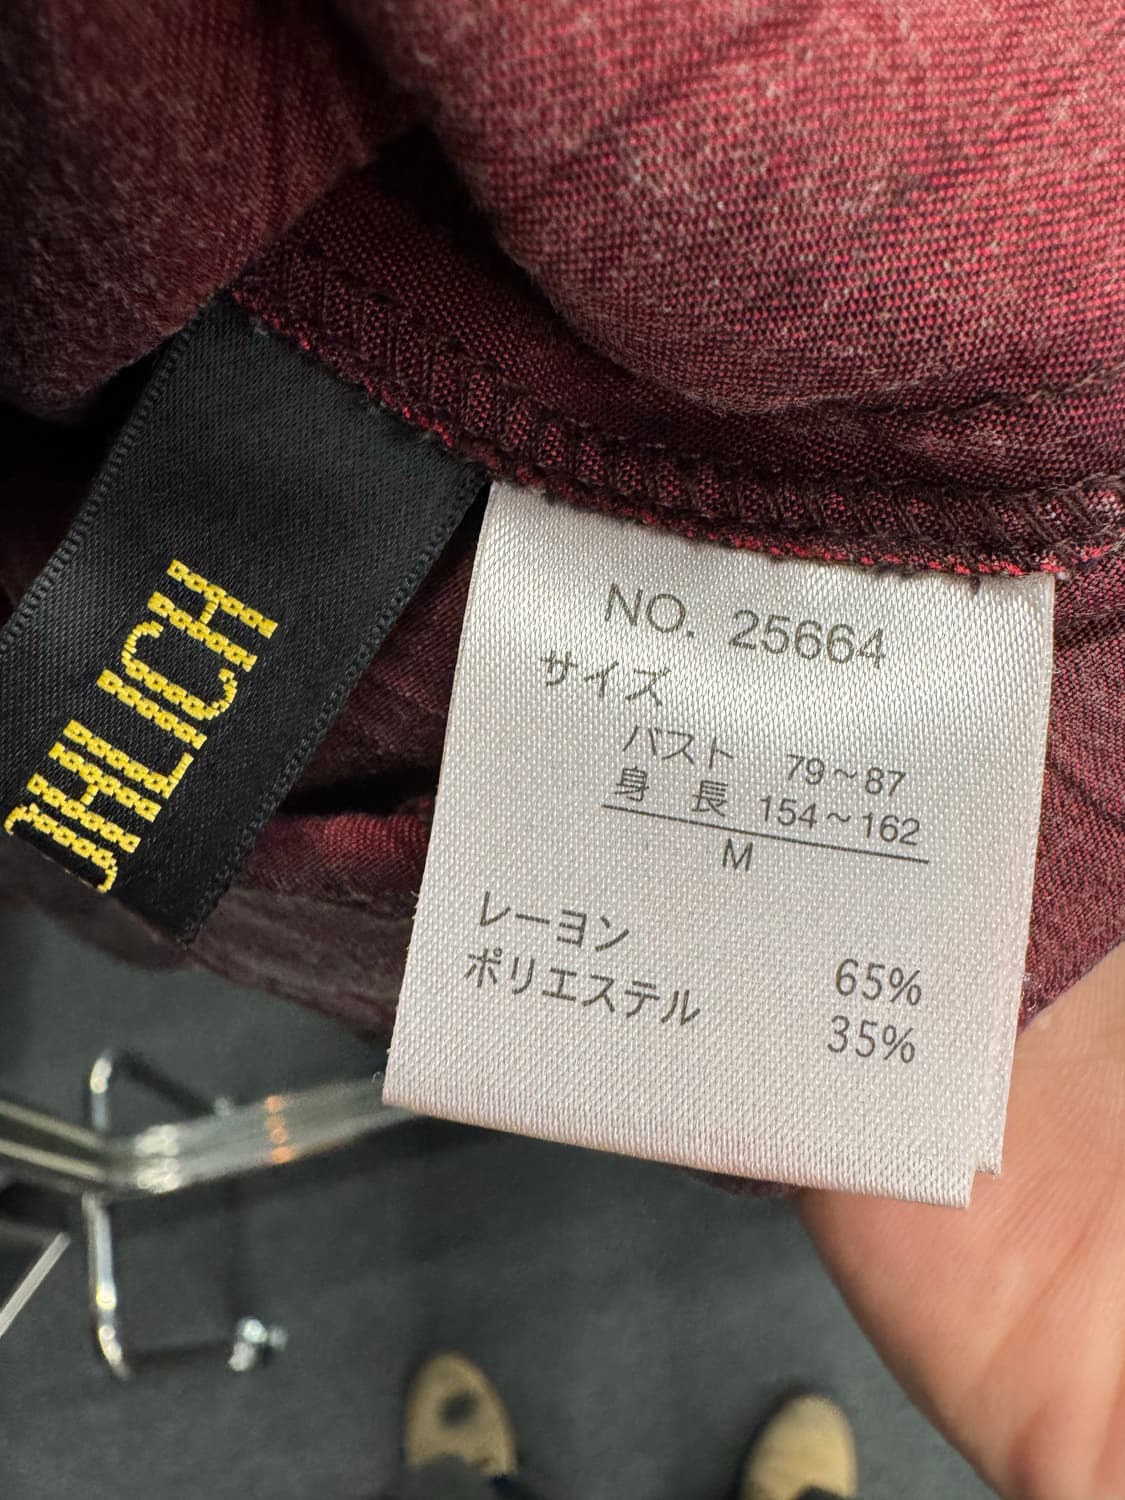 OHLICH
NO. 25664
サイズ
バスト 79～87
身長 154～162
M
レーヨン 65%
ポリエステル 35%